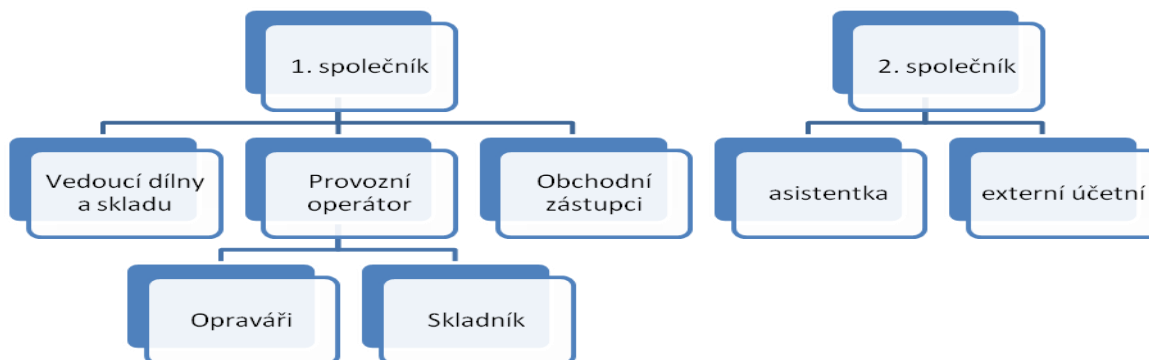 1. společník
2. společník
Vedoucí dílny
a skladu
Provozní
operátor
Obchodní
zástupci
asistentka
externí účetní
Opraváři
Skladník